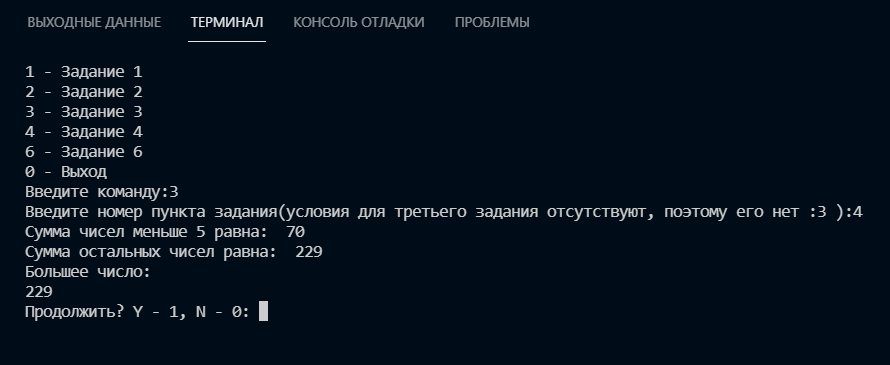 ВЫХОДНЫЕ ДАННЫЕ ТЕРМИНАЛ КОНСОЛЬ ОТЛАДКИ ПРОБЛЕМЫ
1 - Задание 1
2 - Задание 2
3 - Задание 3
4 - Задание 4
6 - Задание 6
0 - Выход
Введите команду:3
Введите номер пункта задания(условия для третьего задания отсутствуют, поэтому его нет :3 ):4
Сумма чисел меньше 5 равна:  70
Сумма остальных чисел равна:  229
Большее число:
229
Продолжить? Y - 1, N - 0: